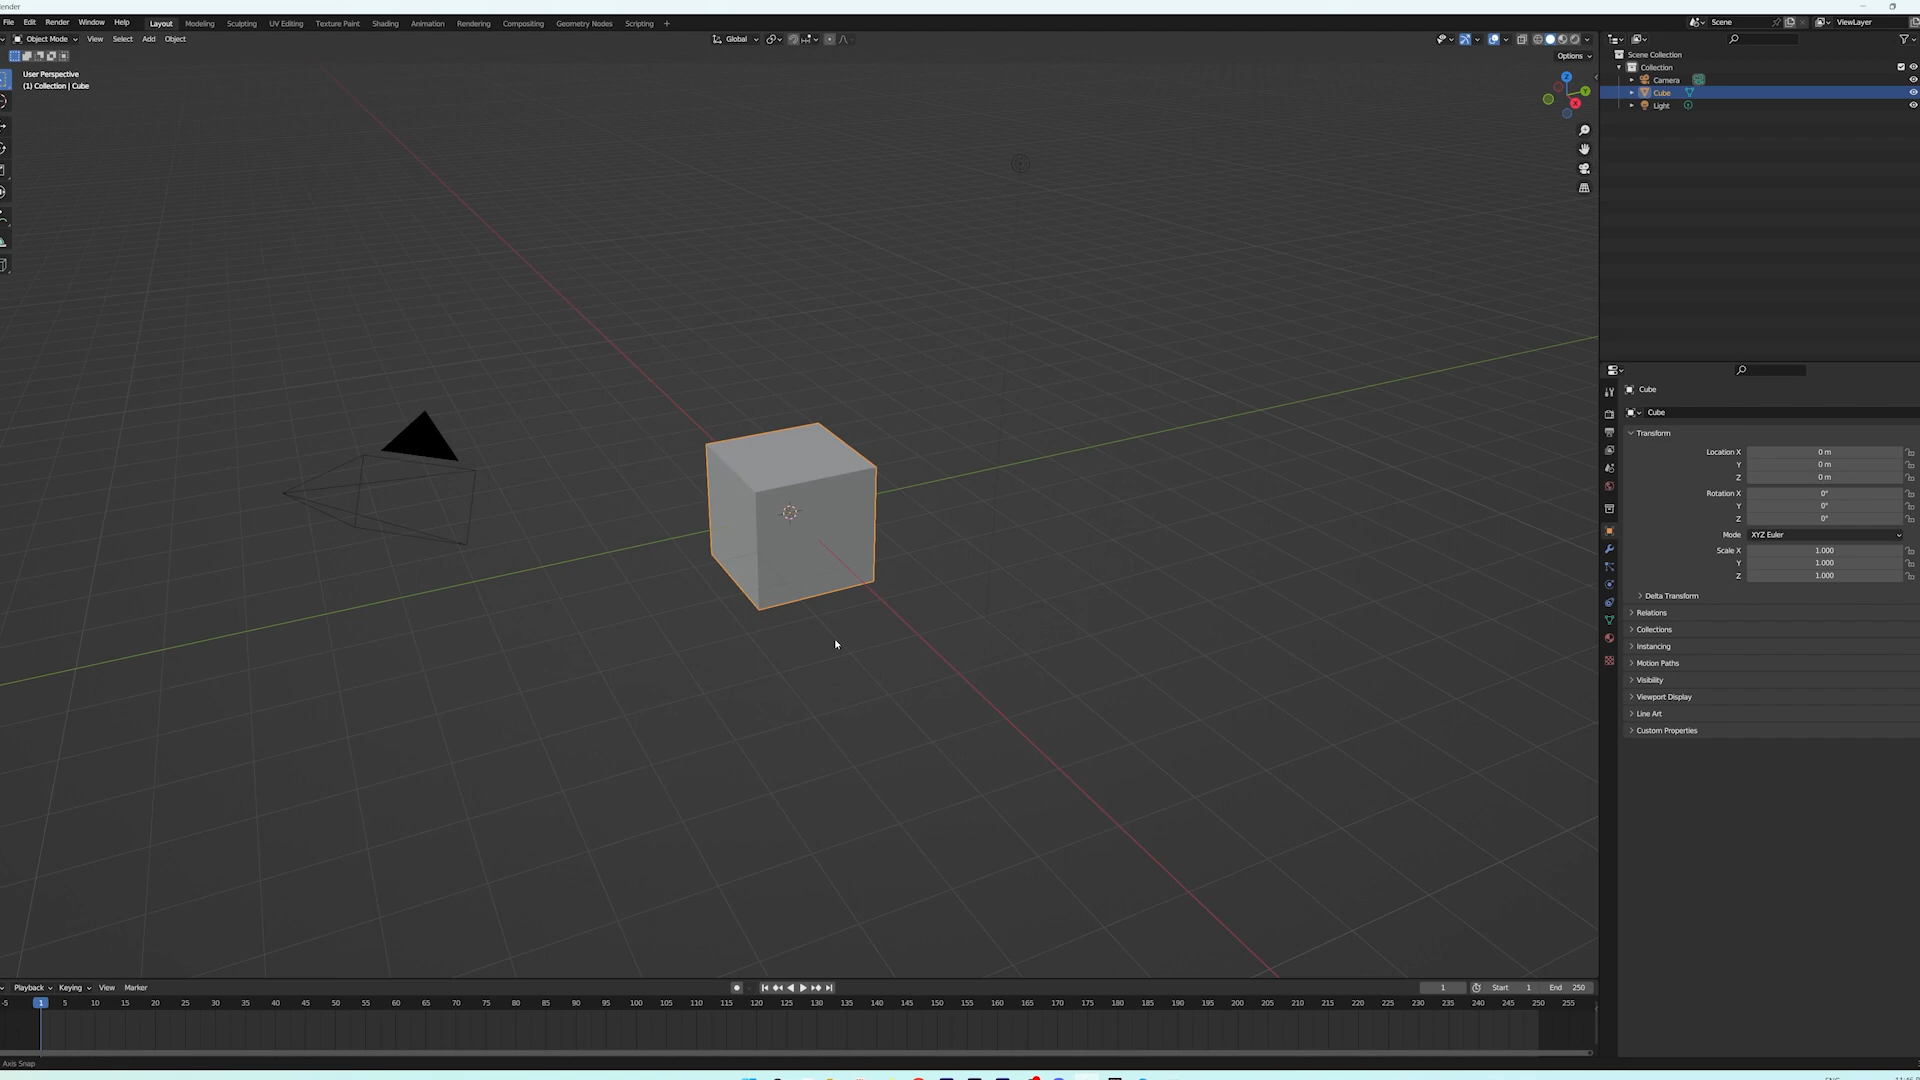 ender
File Edit Render Window Help Layout Modeling Sculpting UV Editing Texture Paint Shading Animation Rendering Compositing Geometry Nodes Scripting + Scene ViewLayer
Object Mode View Select Add Object Global
Options
User Perspective
(1) Collection | Cube
Z
Y
X
Scene Collection
Collection
Camera
Cube
Light
Cube
Cube
Transform
Location X 0 m
Y 0 m
Z 0 m
Rotation X 0°
Y 0°
Z 0°
Mode XYZ Euler
Scale X 1.000
Y 1.000
Z 1.000
Delta Transform
Relations
Collections
Instancing
Motion Paths
Visibility
Viewport Display
Line Art
Custom Properties
Playback Keying View Marker 1 Start 1 End 250
-5 1 5 10 15 20 25 30 35 40 45 50 55 60 65 70 75 80 85 90 95 100 105 110 115 120 125 130 135 140 145 150 155 160 165 170 175 180 185 190 195 200 205 210 215 220 225 230 235 240 245 250 255
Axis Snap